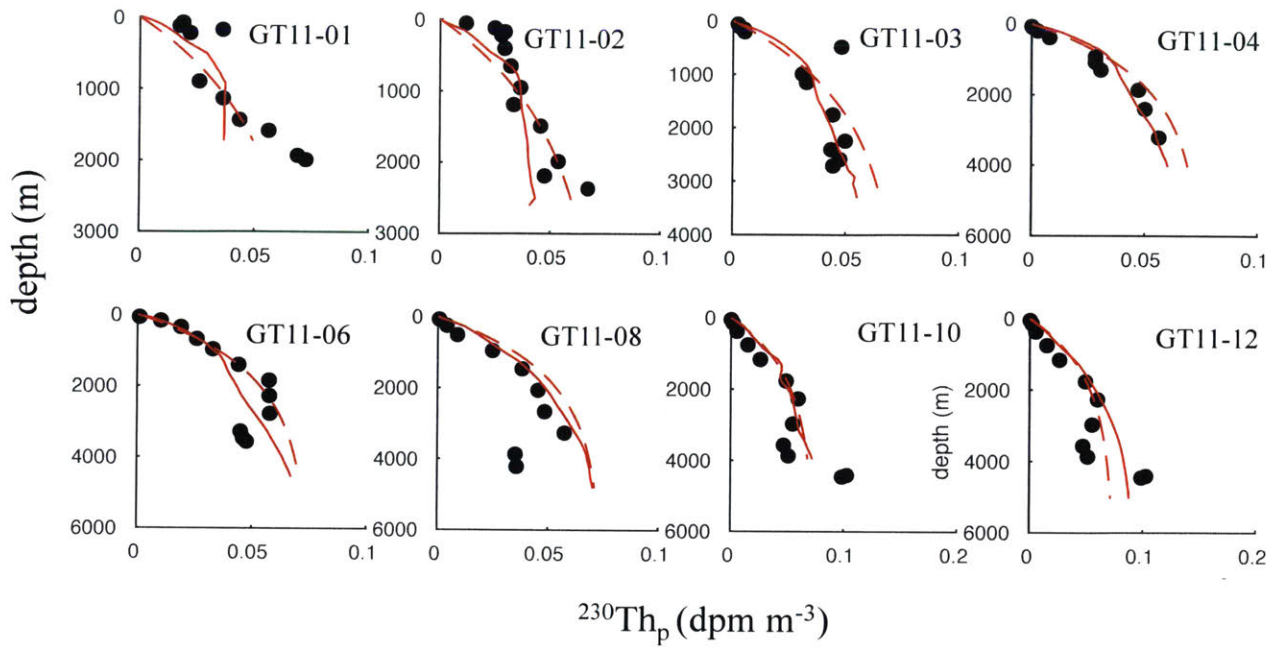 GT11-01 GT11-02 GT11-03 GT11-04
0 0 0 0
1000 1000 1000 2000
2000 2000 2000 4000
3000 3000 3000 6000
4000
0 0.05 0.1 0 0.05 0.1 0 0.05 0.1 0 0.05 0.1
depth (m)
GT11-06 GT11-08 GT11-10 GT11-12
0 0 0 0
2000 2000 2000 2000
depth (m)
4000 4000 4000 4000
6000 6000 6000 6000
0 0.05 0.1 0 0.05 0.1 0 0.1 0.2 0 0.1 0.2
²³⁰Thₚ (dpm m⁻³)